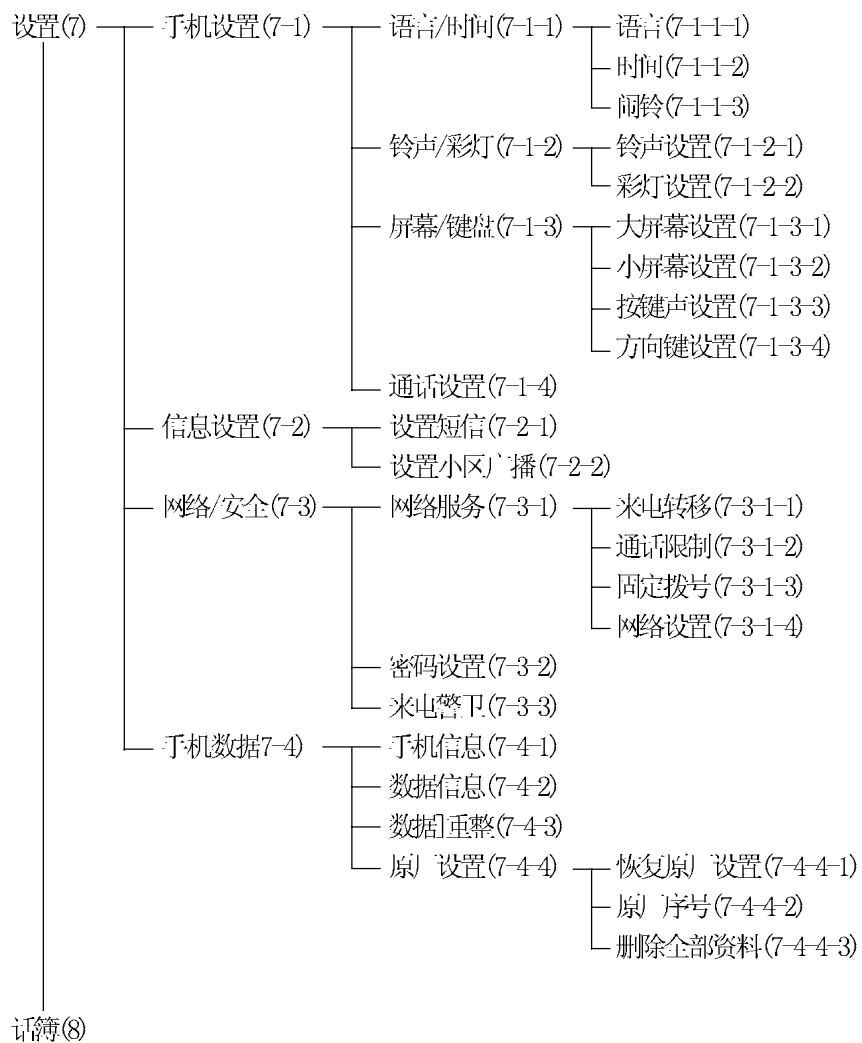 设置(7) 手机设置(7-1) 语言/时间(7-1-1) 语言(7-1-1-1)
时间(7-1-1-2)
闹铃(7-1-1-3)
铃声/彩灯(7-1-2) 铃声设置(7-1-2-1)
彩灯设置(7-1-2-2)
屏幕/键盘(7-1-3) 大屏幕设置(7-1-3-1)
小屏幕设置(7-1-3-2)
按键声设置(7-1-3-3)
方向键设置(7-1-3-4)
通话设置(7-1-4)
信息设置(7-2) 设置短信(7-2-1)
设置小区广播(7-2-2)
网络/安全(7-3) 网络服务(7-3-1) 来电转移(7-3-1-1)
通话限制(7-3-1-2)
固定拨号(7-3-1-3)
网络设置(7-3-1-4)
密码设置(7-3-2)
来电警卫(7-3-3)
手机数据7-4) 手机信息(7-4-1)
数据信息(7-4-2)
数据重整(7-4-3)
原厂设置(7-4-4) 恢复原厂设置(7-4-4-1)
原厂序号(7-4-4-2)
删除全部资料(7-4-4-3)
话簿(8)